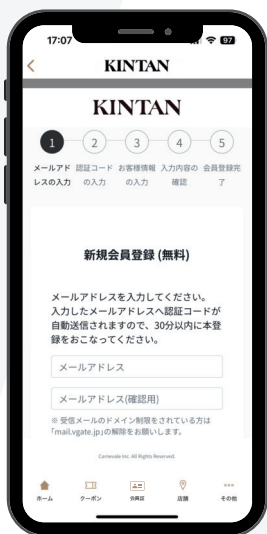 17:07
97
KINTAN
KINTAN
1 2 3 4 5
メールアド 認証コード お客様情報 入力内容の 会員登録完
レスの入力 の入力 の入力 確認 了
新規会員登録 (無料)
メールアドレスを入力してください。
入力したメールアドレスへ認証コードが
自動送信されますので、30分以内に本登
録をおこなってください。
メールアドレス
メールアドレス(確認用)
※ 受信メールのドメイン制限をされている方は
「mail.vgate.jp」の解除をお願いします。
Carnevale Inc. All Rights Reserved.
ホーム クーポン 会員証 店舗 その他